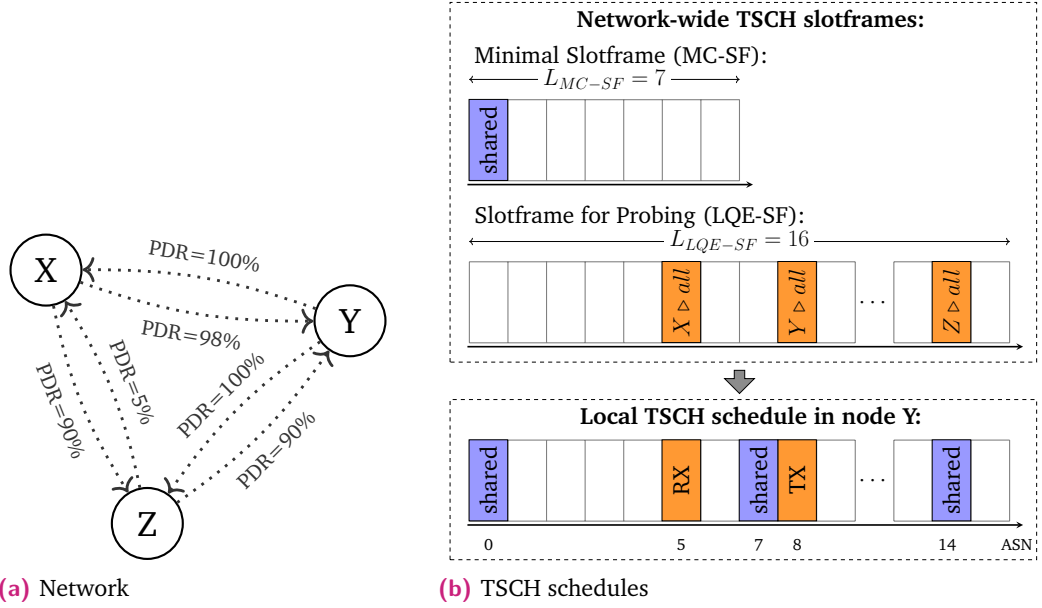 X
Y
Z
PDR=100%
PDR=98%
PDR=90%
PDR=5%
PDR=100%
PDR=90%
(a) Network
Network-wide TSCH slotframes:
Minimal Slotframe (MC-SF):
L_{MC−SF} = 7
shared
Slotframe for Probing (LQE-SF):
L_{LQE−SF} = 16
X ▷ all
Y ▷ all
· · ·
Z ▷ all
Local TSCH schedule in node Y:
shared
RX
shared
TX
· · ·
shared
0 5 7 8 14 ASN
(b) TSCH schedules